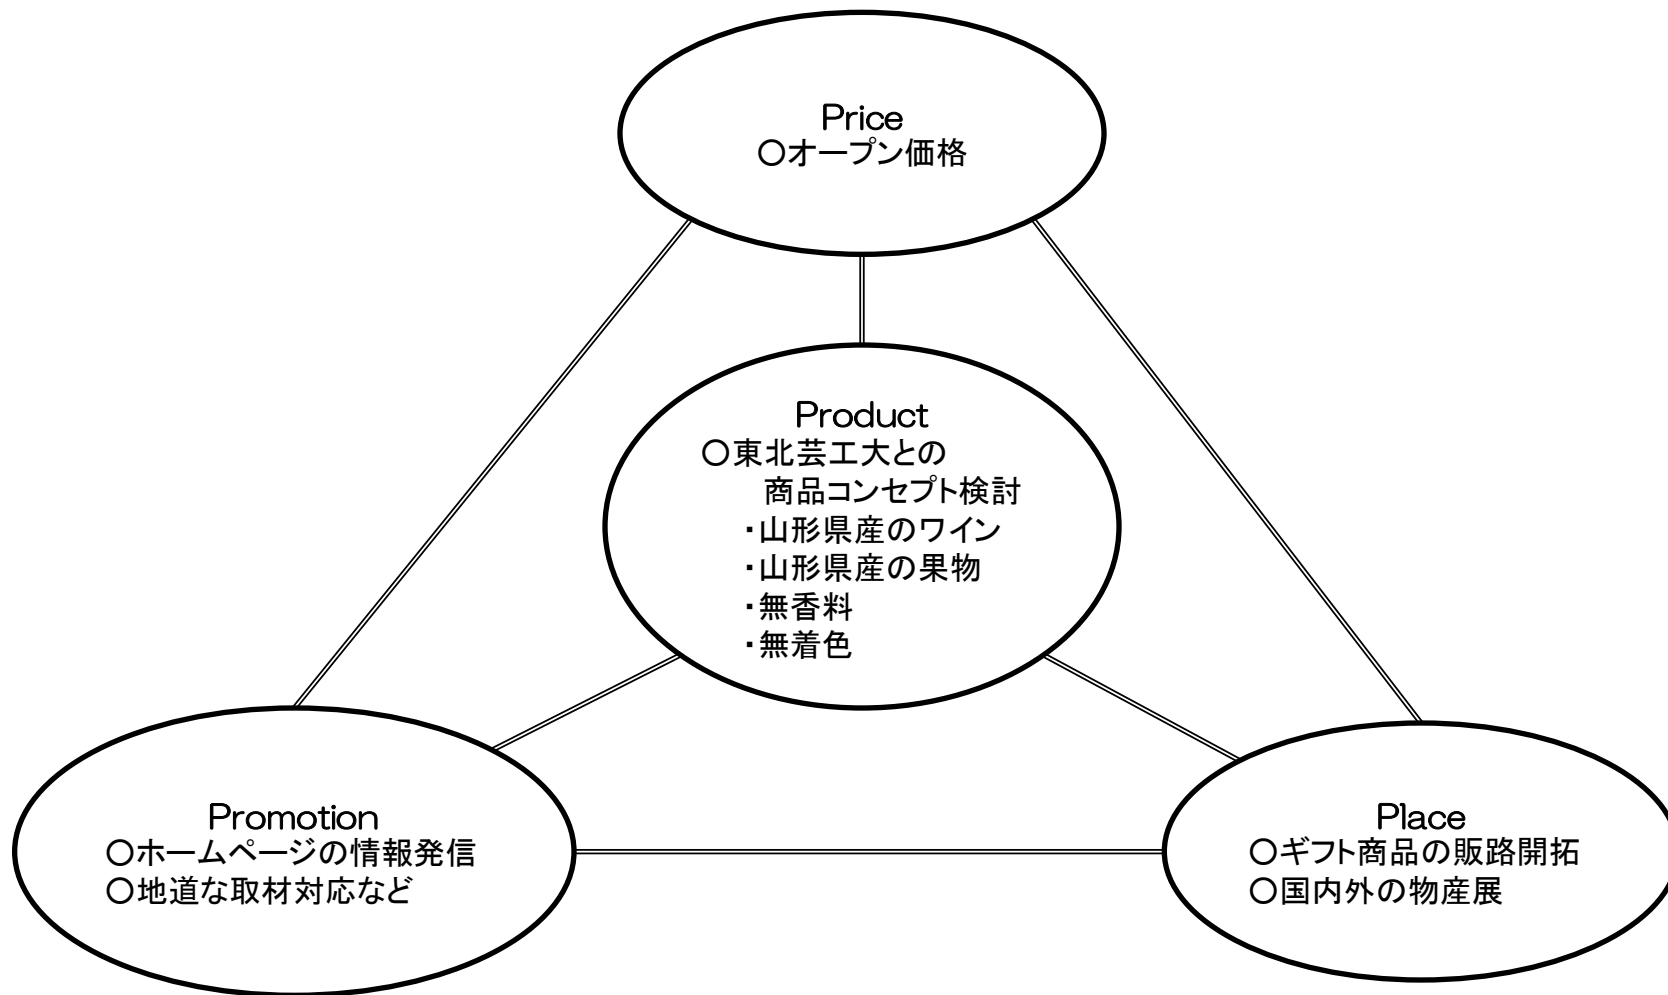 Price
○オープン価格
Product
○東北芸工大との
商品コンセプト検討
・山形県産のワイン
・山形県産の果物
・無香料
・無着色
Promotion
○ホームページの情報発信
○地道な取材対応など
Place
○ギフト商品の販路開拓
○国内外の物産展